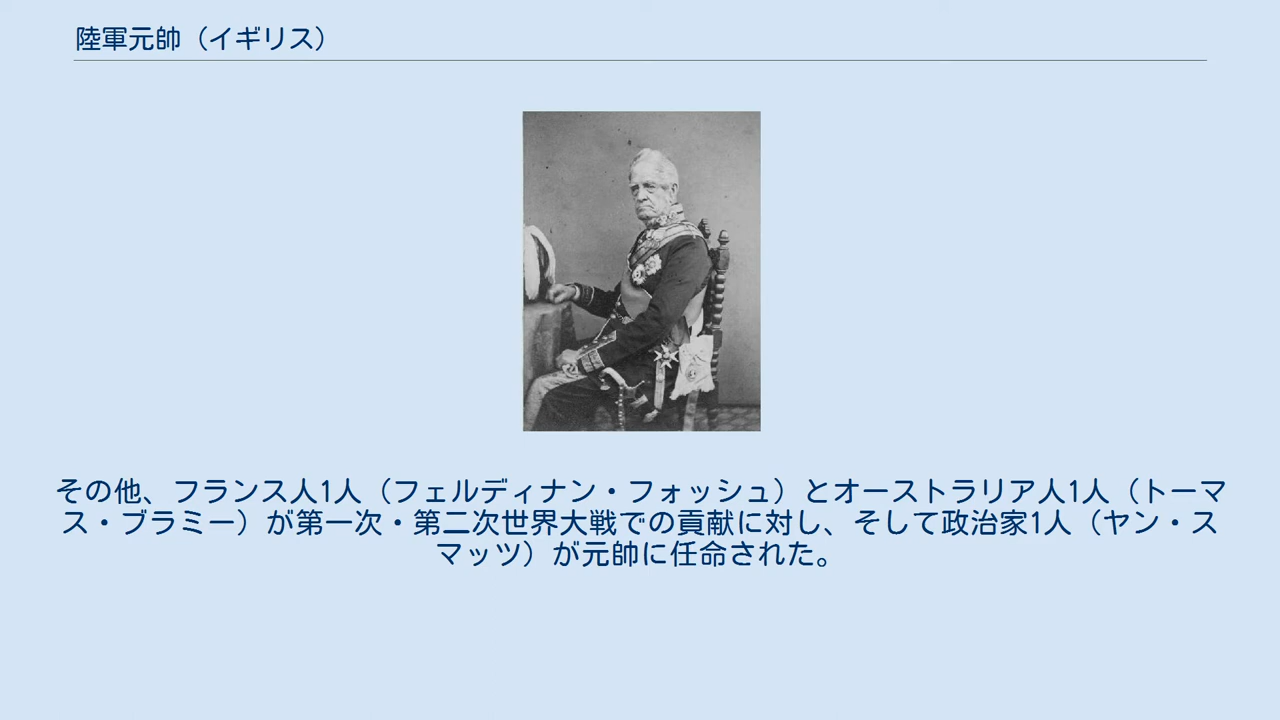 陸軍元帥（イギリス）
その他、フランス人1人（フェルディナン・フォッシュ）とオーストラリア人1人（トーマ
ス・ブラミー）が第一次・第二次世界大戦での貢献に対し、そして政治家1人（ヤン・ス
マッツ）が元帥に任命された。